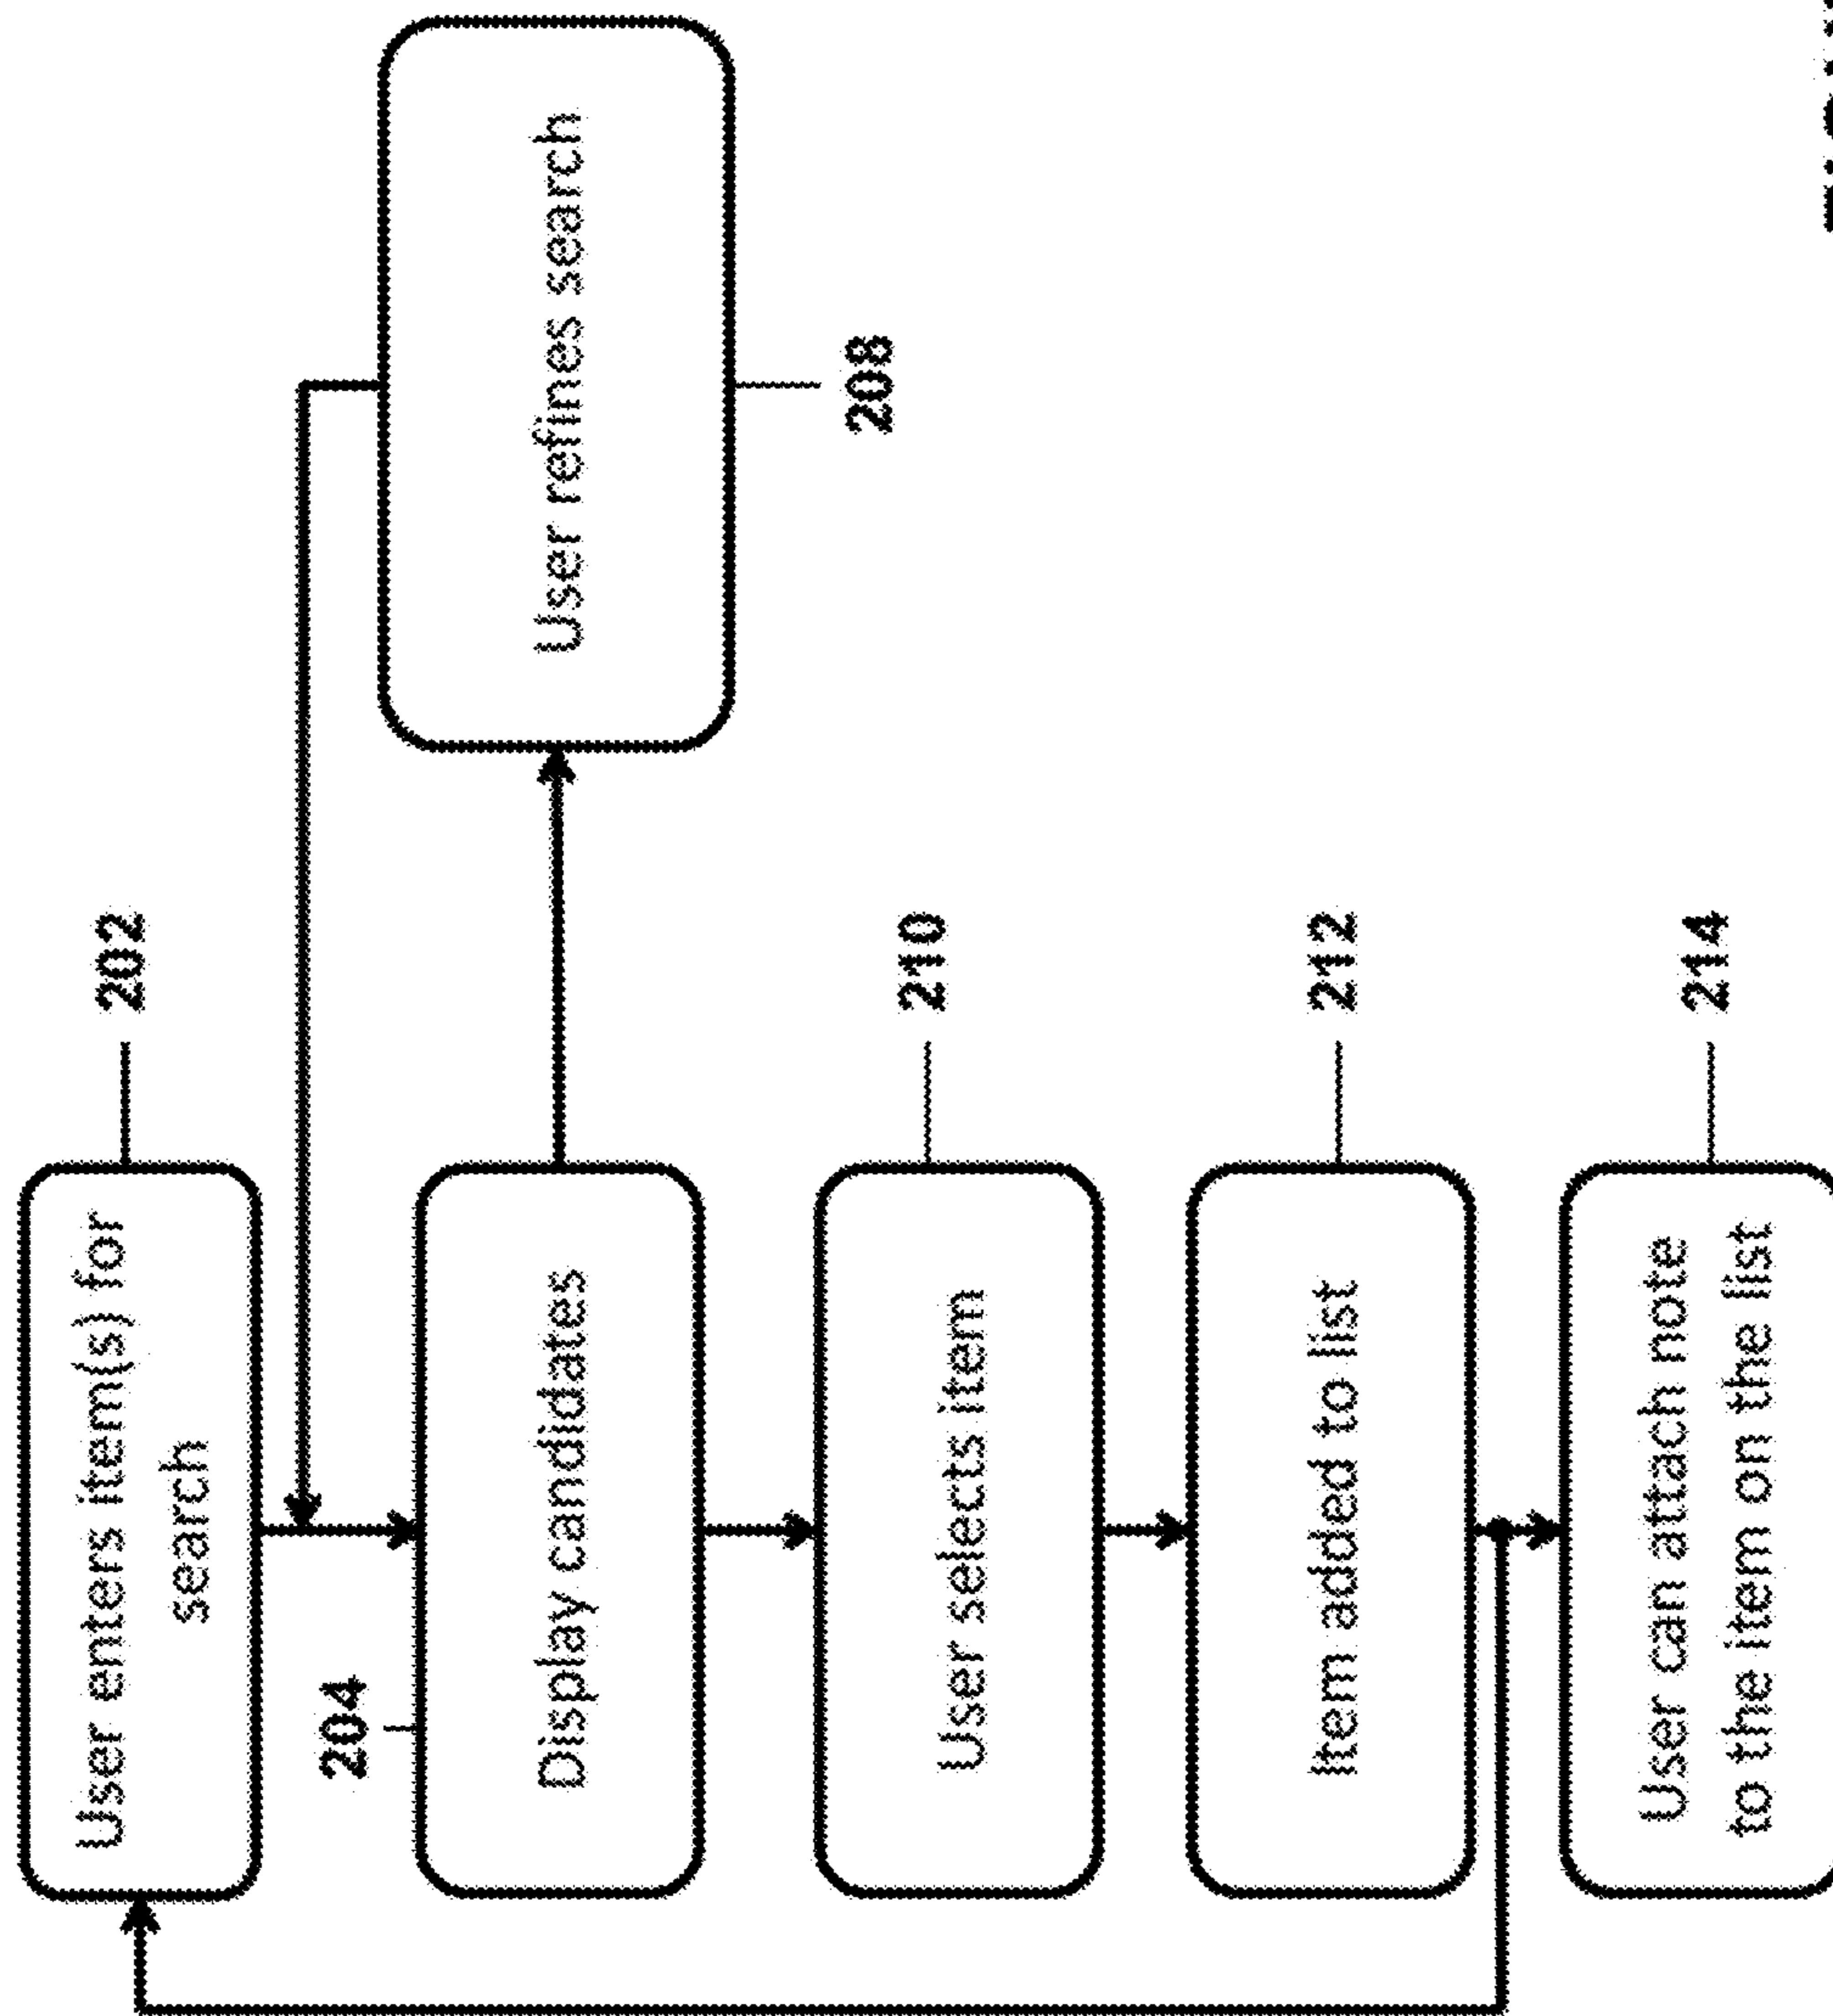 User enters item(s) for
search
202
204
Display candidates
User refines search
208
User selects item
210
Item added to list
212
User can attach note
to the item on the list
214